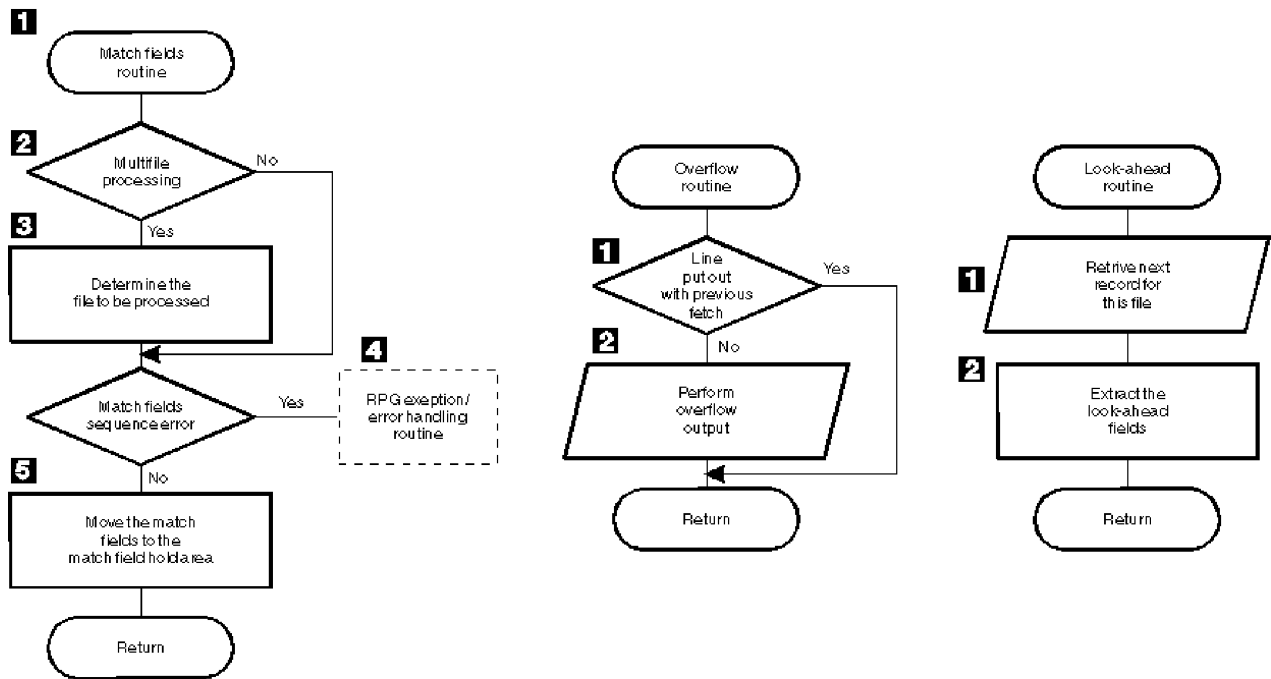 1
Match fields
routine
2
Multifile
processing
No
Yes
3
Determine the
file to be processed
4
Match fields
sequence error
Yes
RPG exeption/
error handling
routine
No
5
Move the match
fields to the
match field hold area
Return
Overflow
routine
1
Line
put out
with previous
fetch
Yes
No
2
Perform
overflow
output
Return
Look-ahead
routine
1
Retrive next
record for
this file
2
Extract the
look-ahead
fields
Return